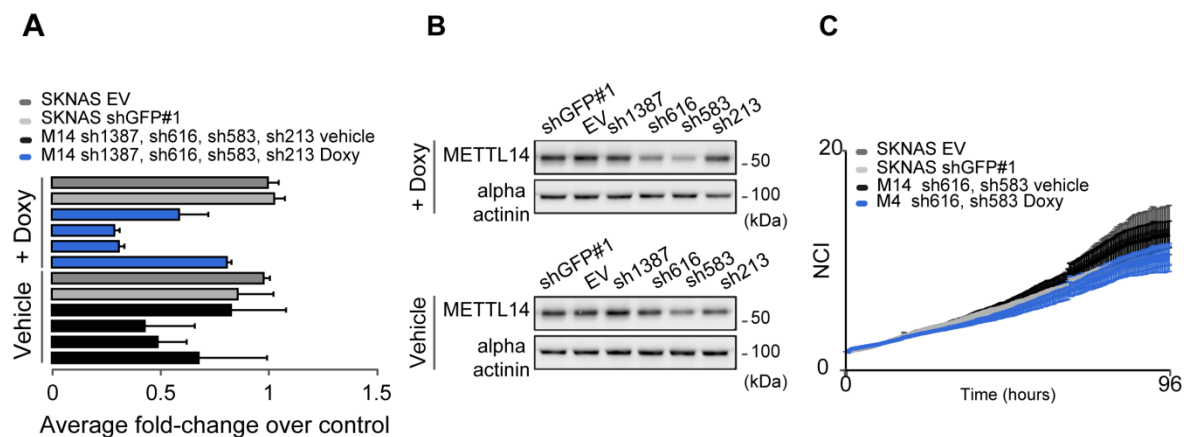 A
SKNAS EV
SKNAS shGFP#1
M14 sh1387, sh616, sh583, sh213 vehicle
M14 sh1387, sh616, sh583, sh213 Doxy
+ Doxy
Vehicle
0 0.5 1 1.5
Average fold-change over control
B
shGFP#1 EV sh1387 sh616 sh583 sh213
+ Doxy
METTL14 - 50
alpha actinin - 100
(kDa)
shGFP#1 EV sh1387 sh616 sh583 sh213
Vehicle
METTL14 - 50
alpha actinin - 100
(kDa)
C
20
SKNAS EV
SKNAS shGFP#1
M14 sh616, sh583 vehicle
M4 sh616, sh583 Doxy
NCI
0
0 Time (hours) 96